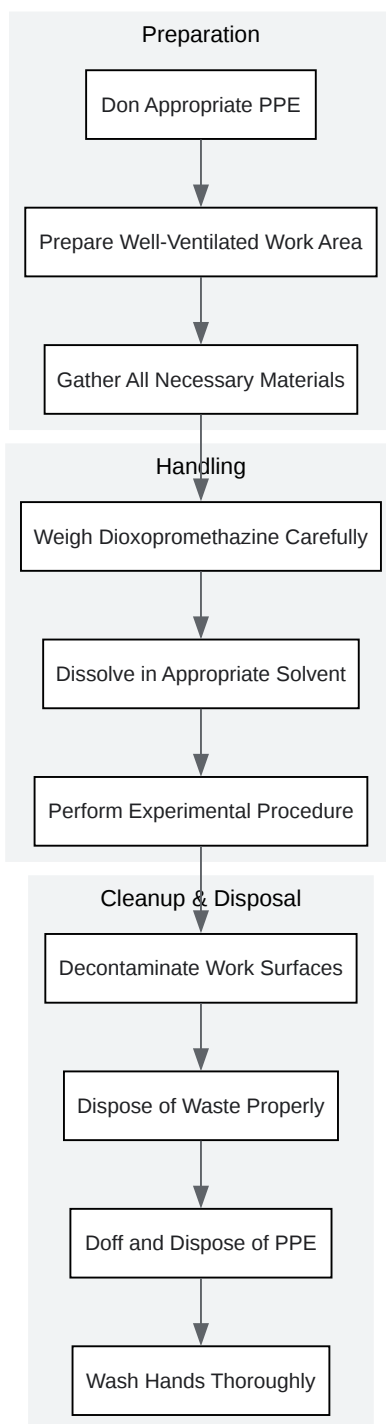 Preparation
Don Appropriate PPE
Prepare Well-Ventilated Work Area
Gather All Necessary Materials
Handling
Weigh Dioxopromethazine Carefully
Dissolve in Appropriate Solvent
Perform Experimental Procedure
Cleanup & Disposal
Decontaminate Work Surfaces
Dispose of Waste Properly
Doff and Dispose of PPE
Wash Hands Thoroughly